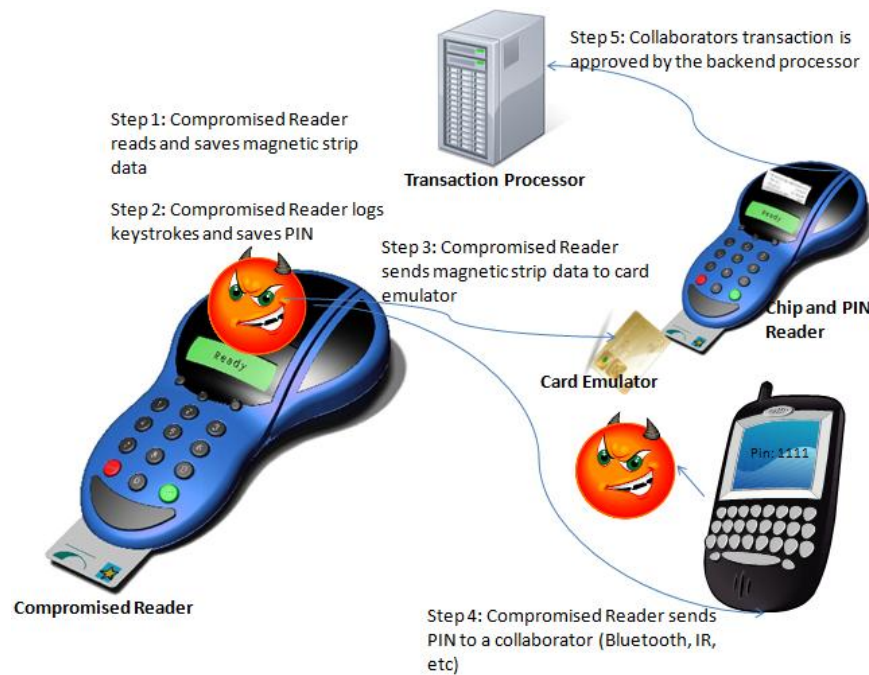 Step 5: Collaborators transaction is
approved by the backend processor
Step 1: Compromised Reader
reads and saves magnetic strip
data
Transaction Processor
Step 2: Compromised Reader logs
keystrokes and saves PIN
Ready
Step 3: Compromised Reader
sends magnetic strip data to card
emulator
Chip and PIN
Reader
Ready
Card Emulator
Pin: 1111
Compromised Reader
Step 4: Compromised Reader sends
PIN to a collaborator (Bluetooth, IR,
etc)